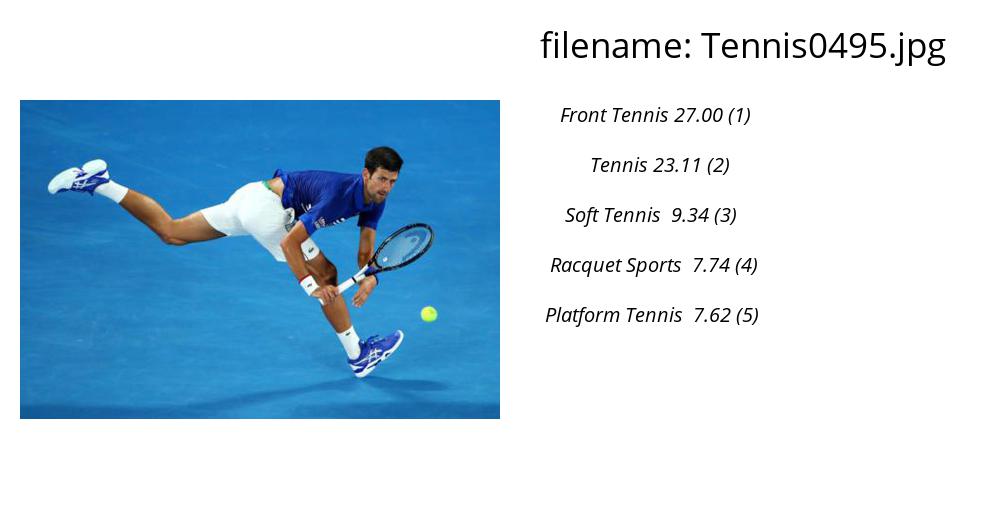 filename: Tennis0495.jpg
Front Tennis 27.00 (1)
Tennis 23.11 (2)
Soft Tennis 9.34 (3)
Racquet Sports 7.74 (4)
Platform Tennis 7.62 (5)